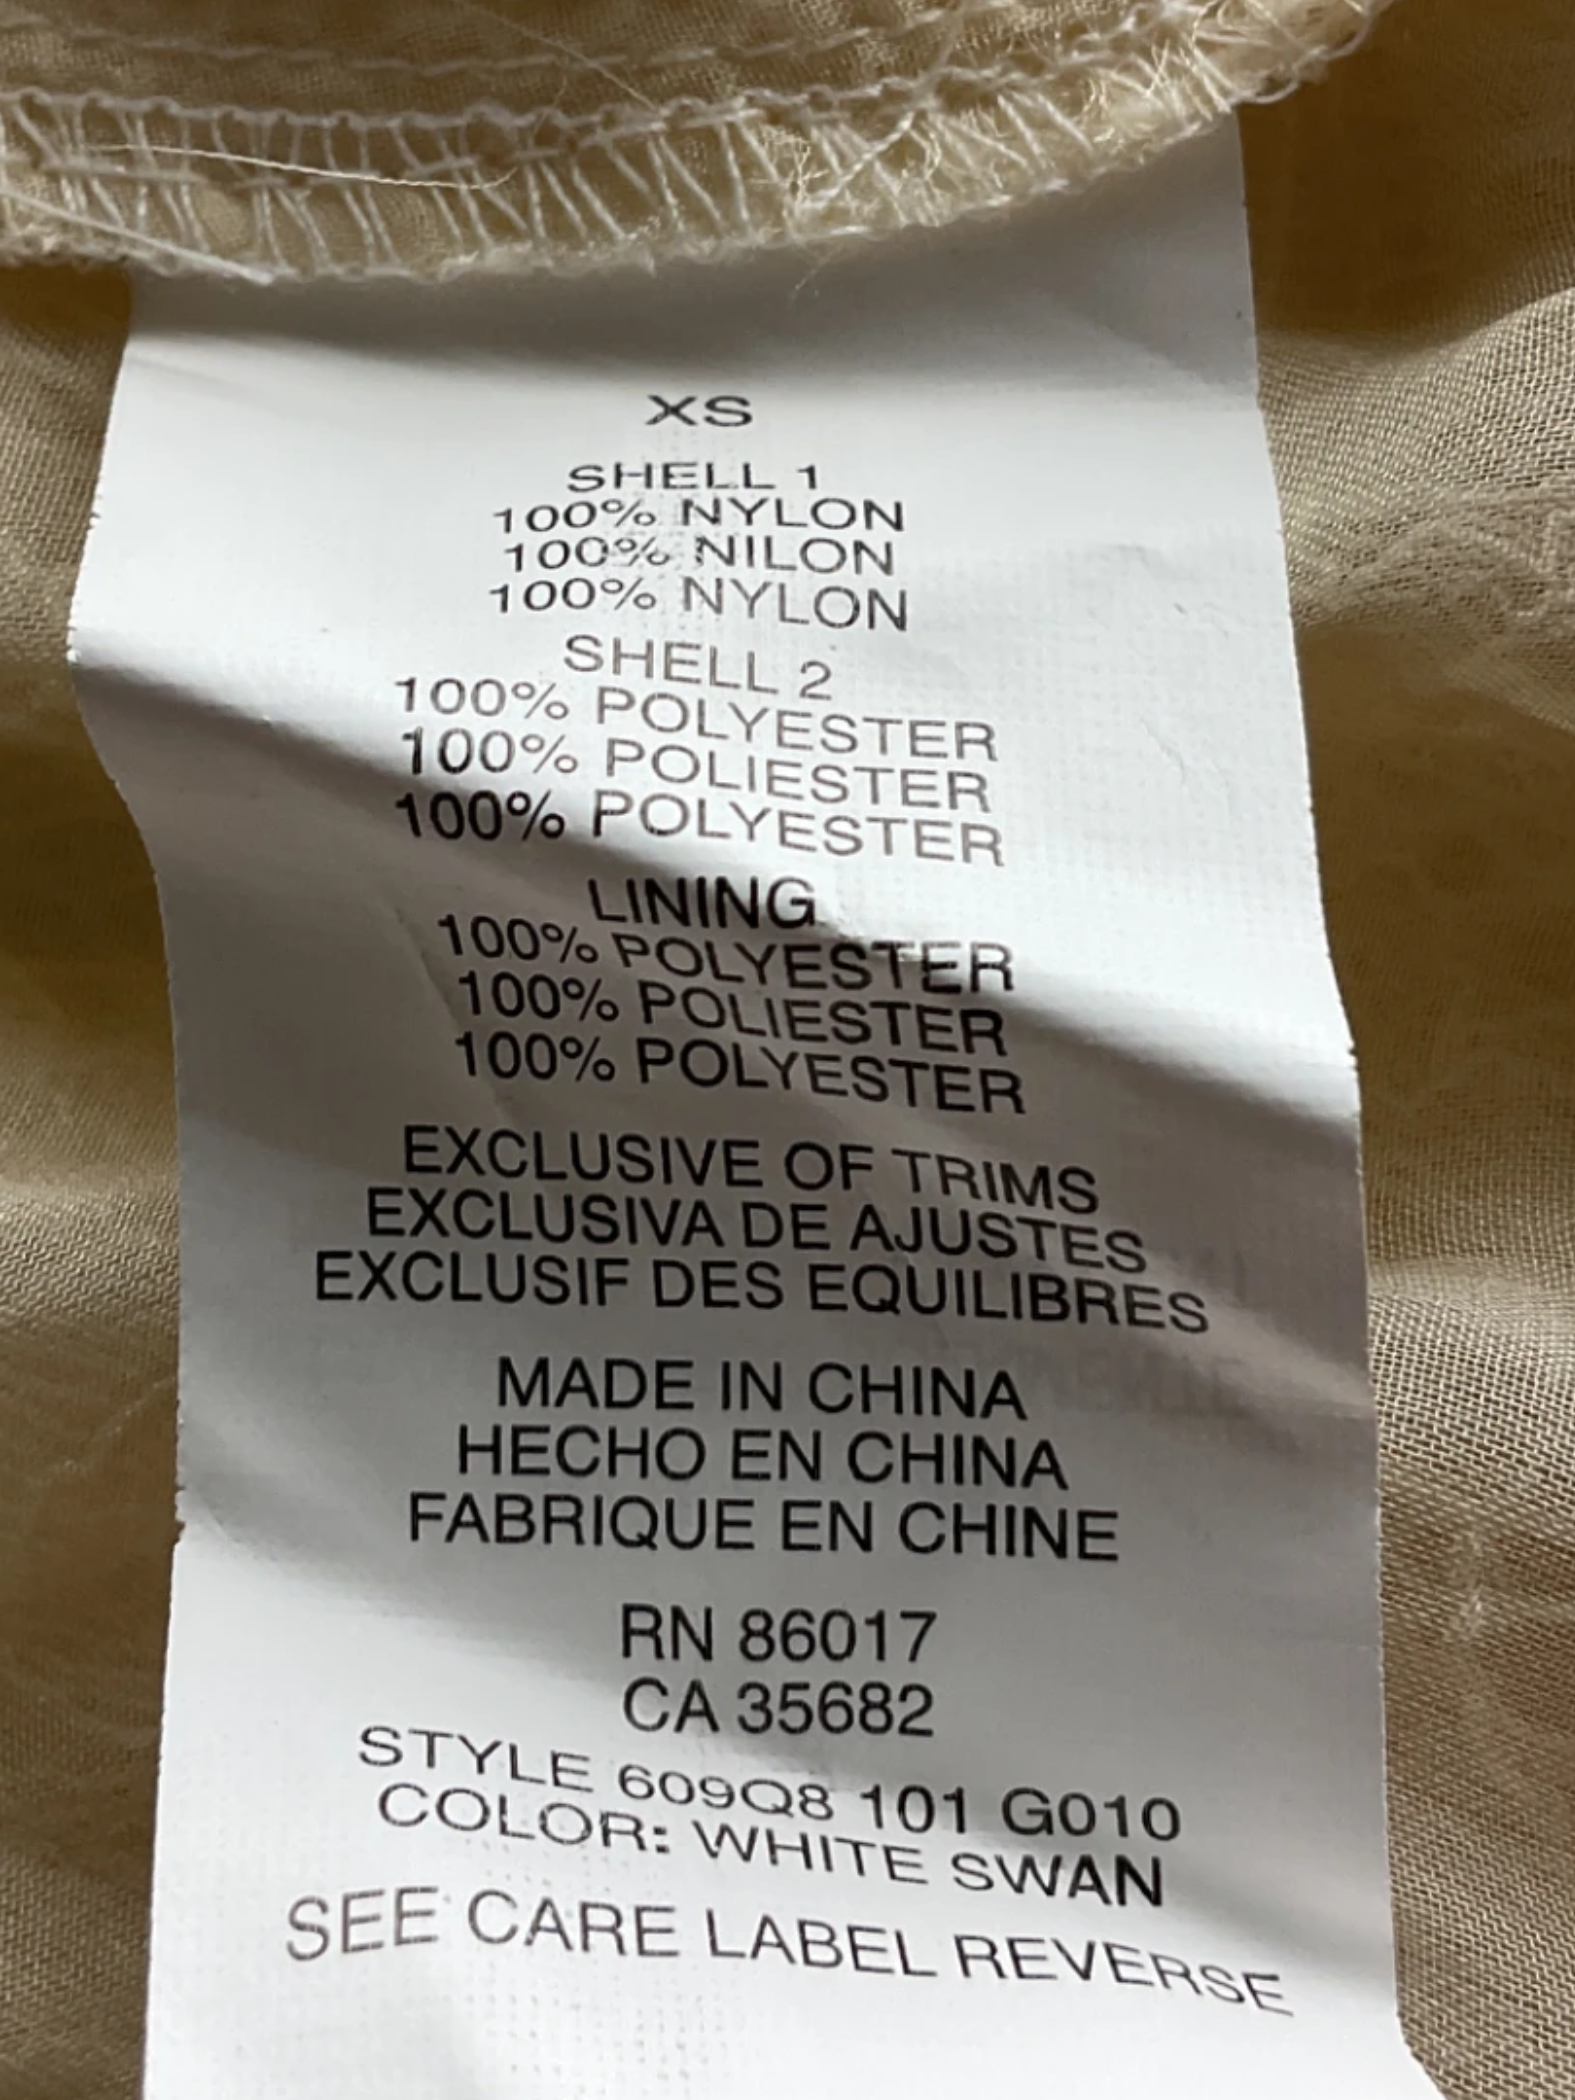 XS
SHELL 1
100% NYLON
100% NILON
100% NYLON
SHELL 2
100% POLYESTER
100% POLIESTER
100% POLYESTER
LINING
100% POLYESTER
100% POLIESTER
100% POLYESTER
EXCLUSIVE OF TRIMS
EXCLUSIVA DE AJUSTES
EXCLUSIF DES EQUILIBRES
MADE IN CHINA
HECHO EN CHINA
FABRIQUE EN CHINE
RN 86017
CA 35682
STYLE 609Q8 101 G010
COLOR: WHITE SWAN
SEE CARE LABEL REVERSE